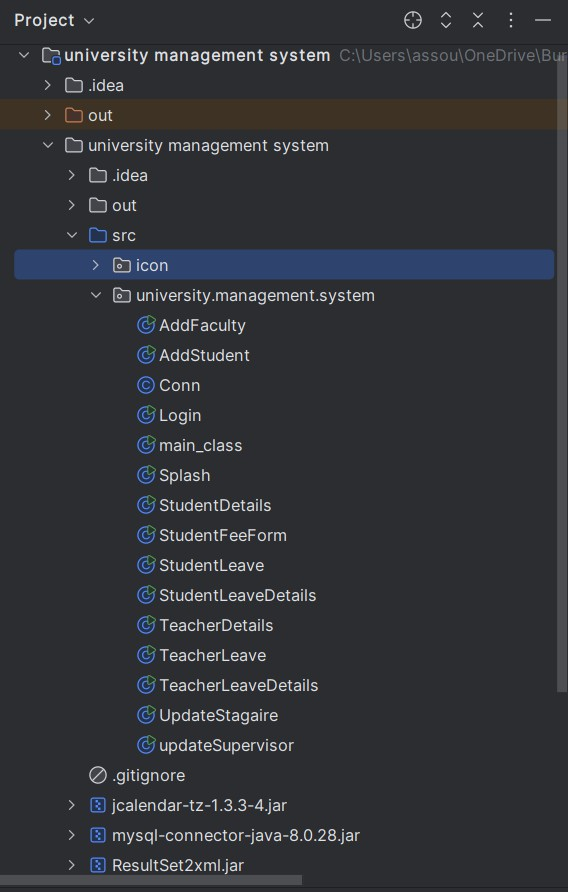 Project
university management system C:\Users\assou\OneDrive\Bur
.idea
out
university management system
.idea
out
src
icon
university.management.system
AddFaculty
AddStudent
Conn
Login
main_class
Splash
StudentDetails
StudentFeeForm
StudentLeave
StudentLeaveDetails
TeacherDetails
TeacherLeave
TeacherLeaveDetails
UpdateStagaire
updateSupervisor
.gitignore
jcalendar-tz-1.3.3-4.jar
mysql-connector-java-8.0.28.jar
ResultSet2xml.jar